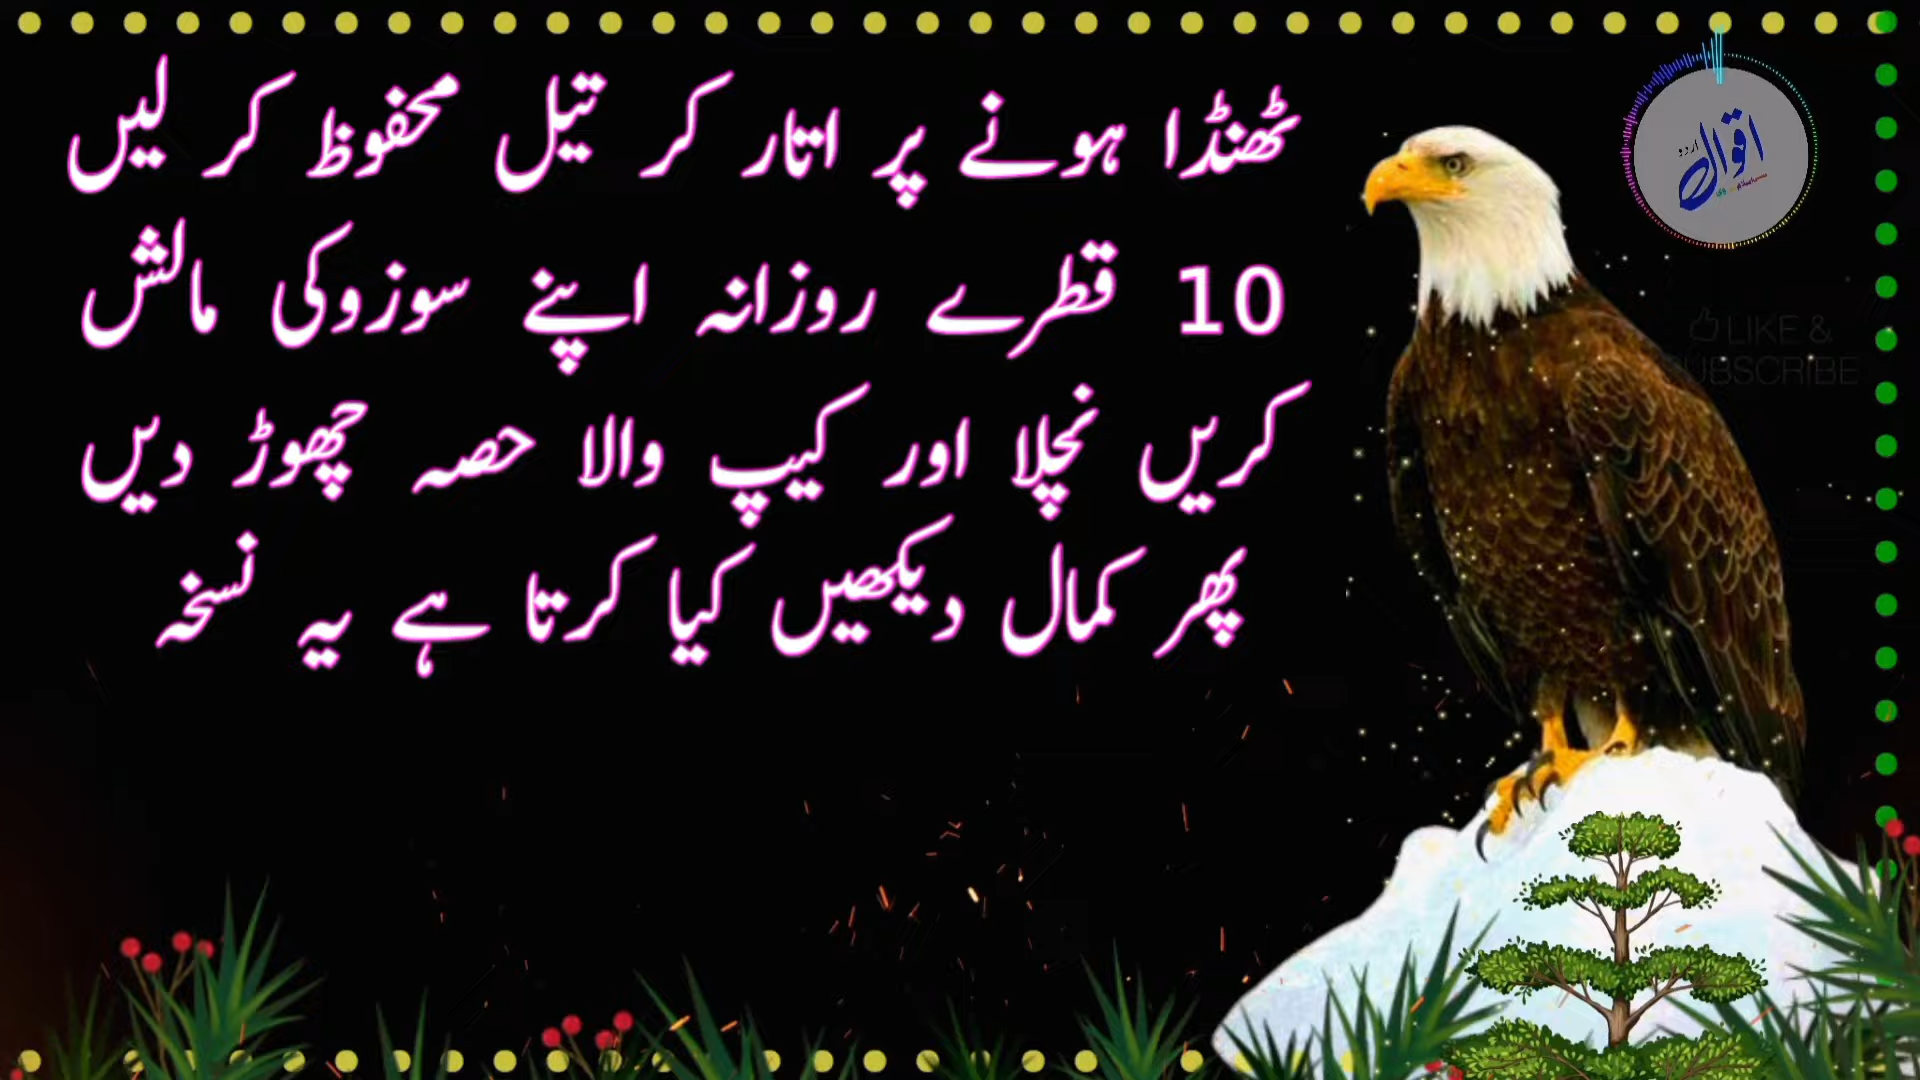 ٹھنڈا ہونے پر اتار کر تیل محفوظ کر لیں
10 قطرے روزانہ اپنے سوزوکی مالش
کریں نچلا اور کیپ والا حصہ چھوڑ دیں
پھر کمال دیکھیں کیا کرتا ہے یہ نسخہ
اقوال
اردو
LIKE &
SUBSCRIBE